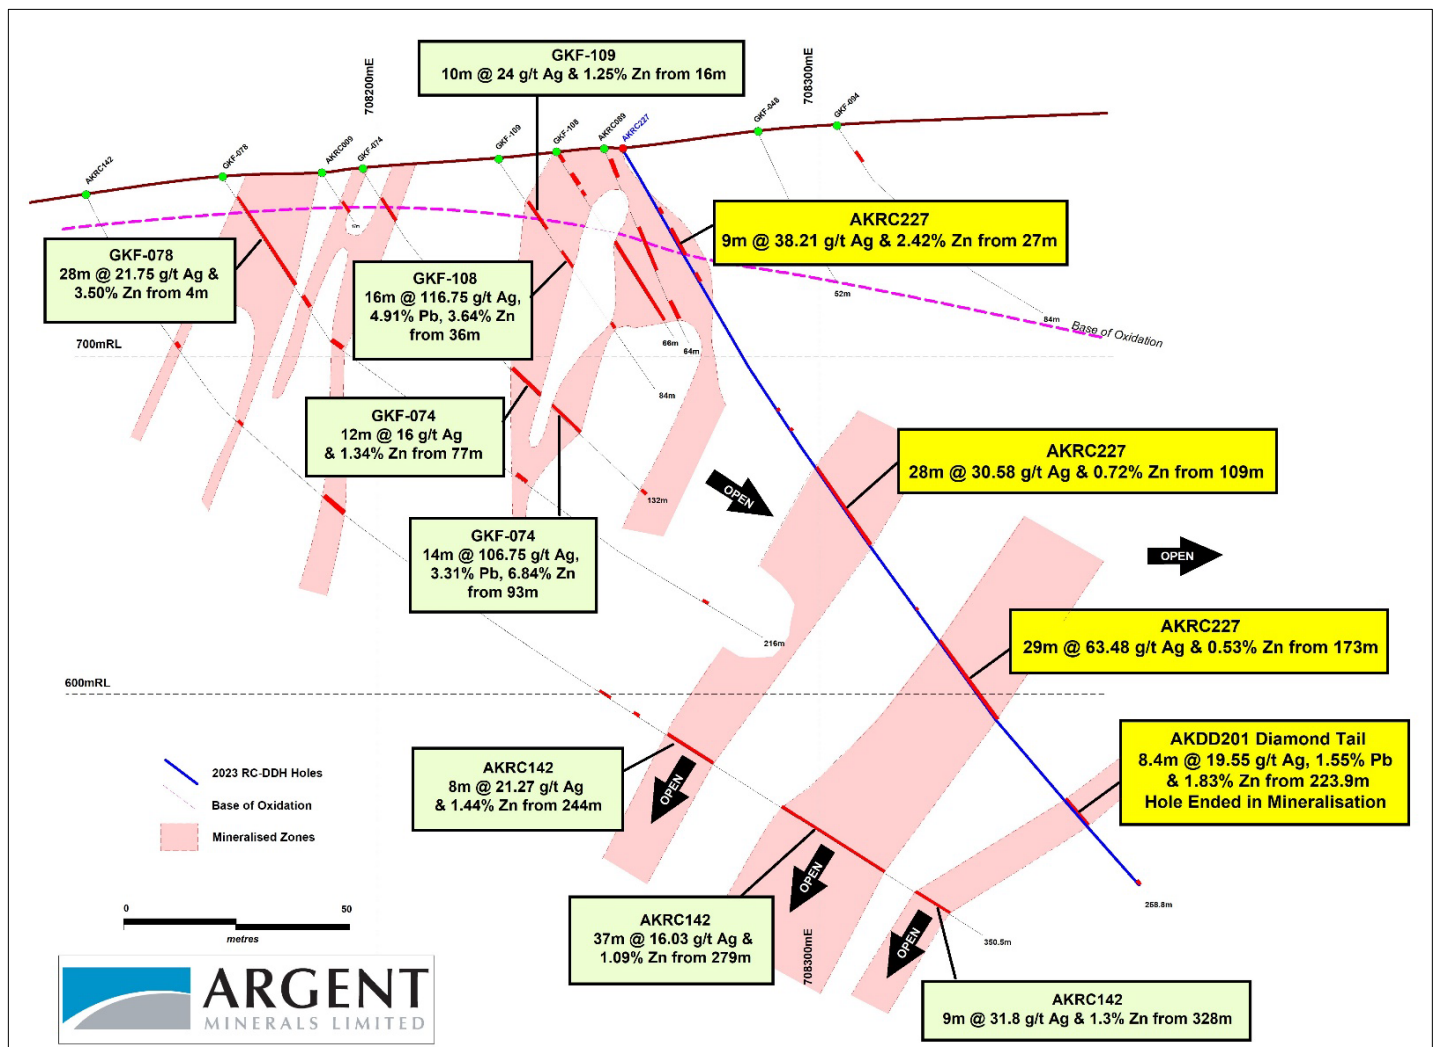 GKF-109
10m @ 24 g/t Ag & 1.25% Zn from 16m
708200mE
708300mE
AKRC142
GKF-078
AKRC009
GKF-074
GKF-109
GKF-108
AKRC089
AKRC227
GKF-048
GKF-094
AKRC227
9m @ 38.21 g/t Ag & 2.42% Zn from 27m
GKF-078
28m @ 21.75 g/t Ag &
3.50% Zn from 4m
GKF-108
16m @ 116.75 g/t Ag,
4.91% Pb, 3.64% Zn
from 36m
52m
84m
Base of Oxidation
66m
64m
84m
700mRL
GKF-074
12m @ 16 g/t Ag
& 1.34% Zn from 77m
AKRC227
28m @ 30.58 g/t Ag & 0.72% Zn from 109m
OPEN
132m
GKF-074
14m @ 106.75 g/t Ag,
3.31% Pb, 6.84% Zn
from 93m
OPEN
216m
AKRC227
29m @ 63.48 g/t Ag & 0.53% Zn from 173m
600mRL
AKDD201 Diamond Tail
8.4m @ 19.55 g/t Ag, 1.55% Pb
& 1.83% Zn from 223.9m
Hole Ended in Mineralisation
AKRC142
8m @ 21.27 g/t Ag
& 1.44% Zn from 244m
OPEN
2023 RC-DDH Holes
Base of Oxidation
Mineralised Zones
OPEN
258.8m
0 50
metres
AKRC142
37m @ 16.03 g/t Ag &
1.09% Zn from 279m
708300mE
OPEN
350.5m
AKRC142
9m @ 31.8 g/t Ag & 1.3% Zn from 328m
ARGENT
MINERALS LIMITED